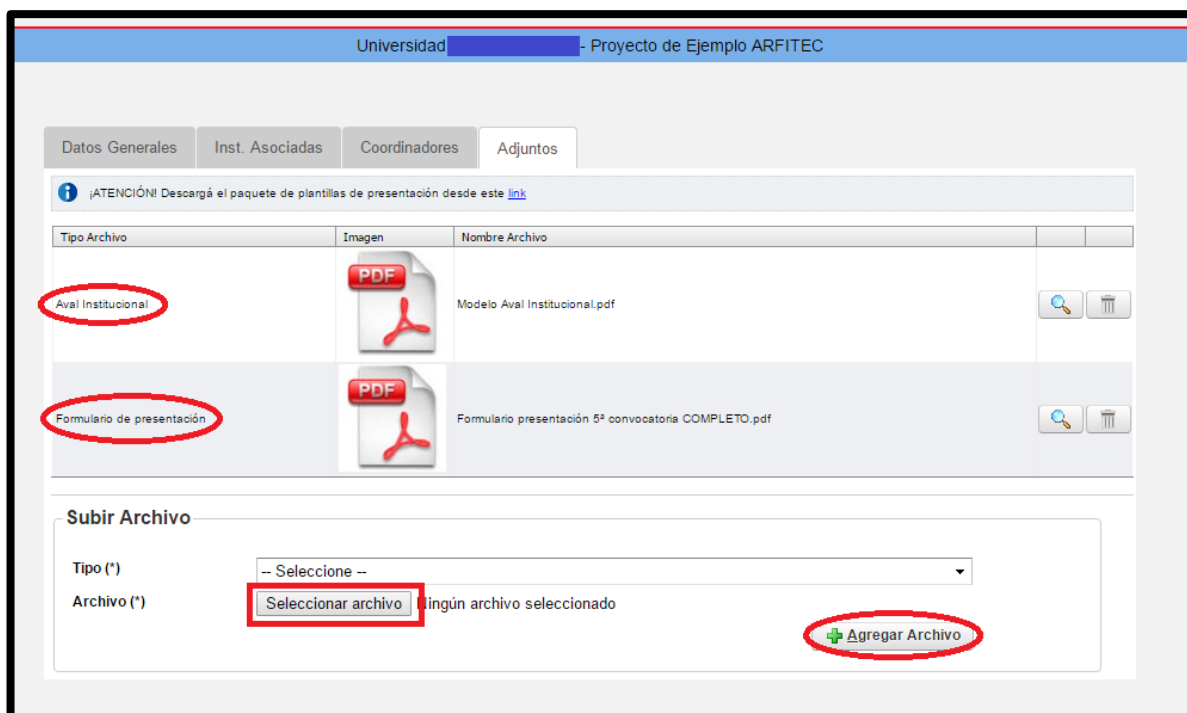 Universidad - Proyecto de Ejemplo ARFITEC
Datos Generales Inst. Asociadas Coordinadores Adjuntos
¡ATENCIÓN! Descargá el paquete de plantillas de presentación desde este link
Tipo Archivo Imagen Nombre Archivo
PDF
Aval Institucional Modelo Aval Institucional.pdf
PDF
Formulario de presentación Formulario presentación 5ª convocatoria COMPLETO.pdf
Subir Archivo
Tipo (*) -- Seleccione --
Archivo (*) Seleccionar archivo Ningún archivo seleccionado
Agregar Archivo